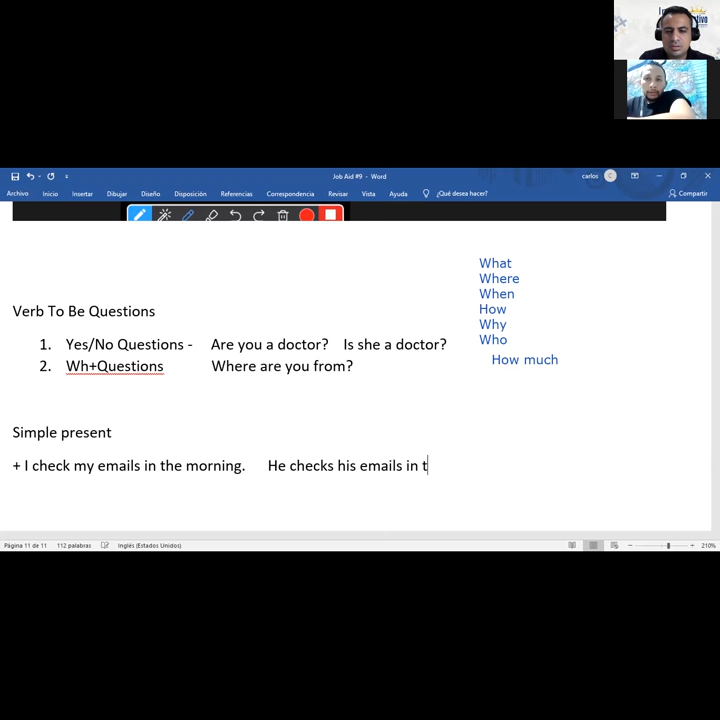 Job Aid #9 - Word
carlos
C
Archivo Inicio Insertar Dibujar Diseño Disposición Referencias Correspondencia Revisar Vista Ayuda ¿Qué desea hacer? Compartir
What
Where
When
How
Why
Who
How much
Verb To Be Questions
1. Yes/No Questions - Are you a doctor? Is she a doctor?
2. Wh+Questions Where are you from?
Simple present
+ I check my emails in the morning. He checks his emails in t
Página 11 de 11 112 palabras Inglés (Estados Unidos) 210%